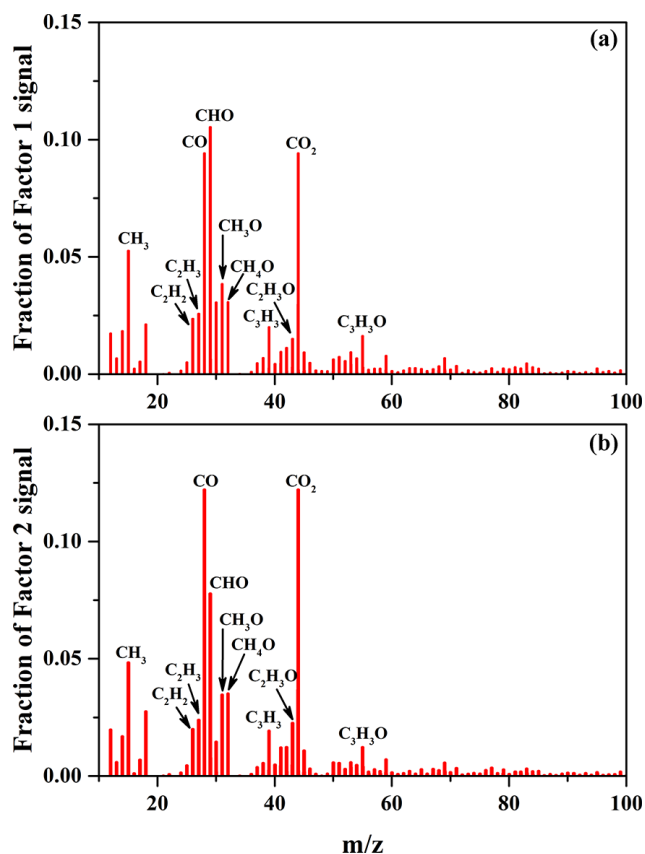 (a)
Fraction of Factor 1 signal
0.15
0.10
0.05
0.00
CHO
CO
CO₂
CH₃O
CH₃
CH₄O
C₂H₃
C₂H₃O
C₂H₂
C₃H₃
C₃H₃O
20 40 60 80 100
(b)
Fraction of Factor 2 signal
0.15
0.10
0.05
0.00
CO
CO₂
CHO
CH₃O
CH₄O
CH₃
C₂H₃
C₂H₃O
C₂H₂
C₃H₃
C₃H₃O
20 40 60 80 100
m/z